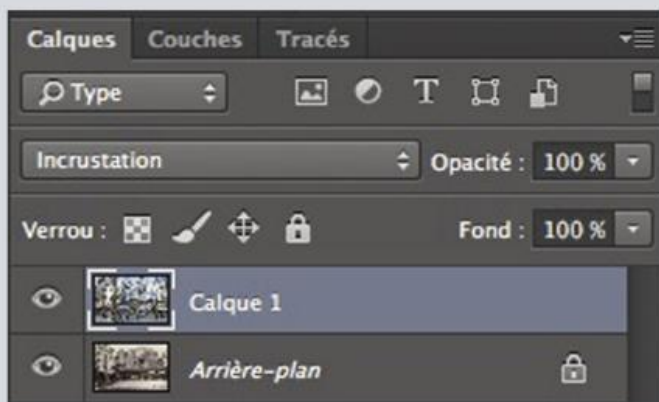 Calques Couches Tracés
Type T
Incrustation Opacité : 100 %
Verrou : Fond : 100 %
Calque 1
Arrière-plan